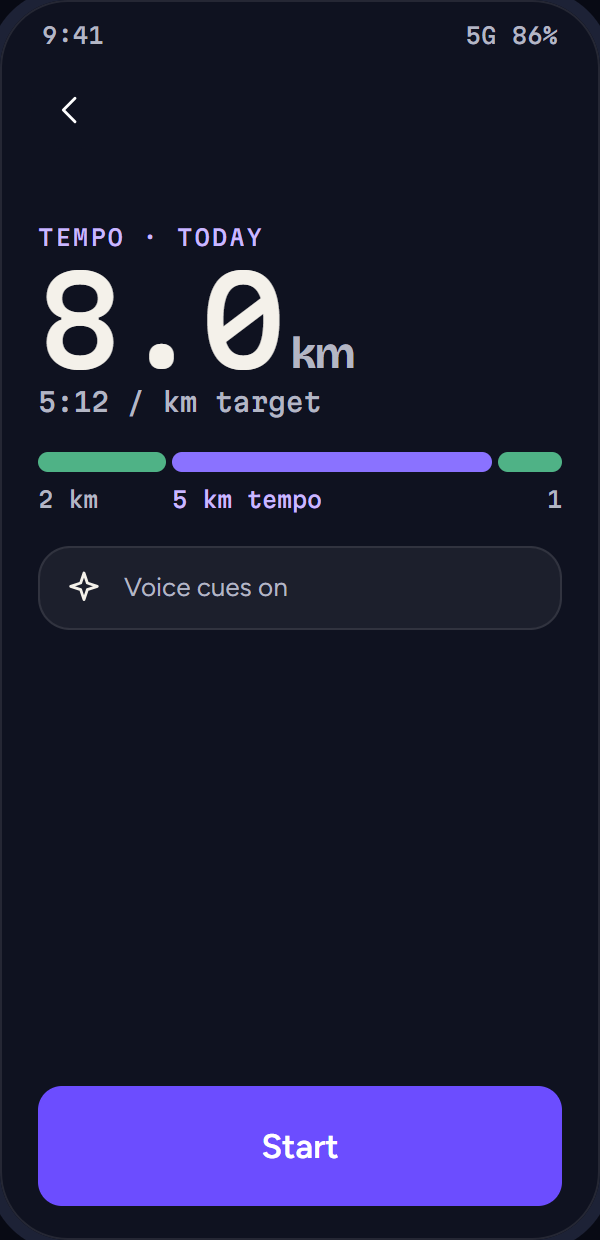 9:41 5G 86%
TEMPO · TODAY
8.0km
5:12 / km target
2 km 5 km tempo 1
Voice cues on
Start